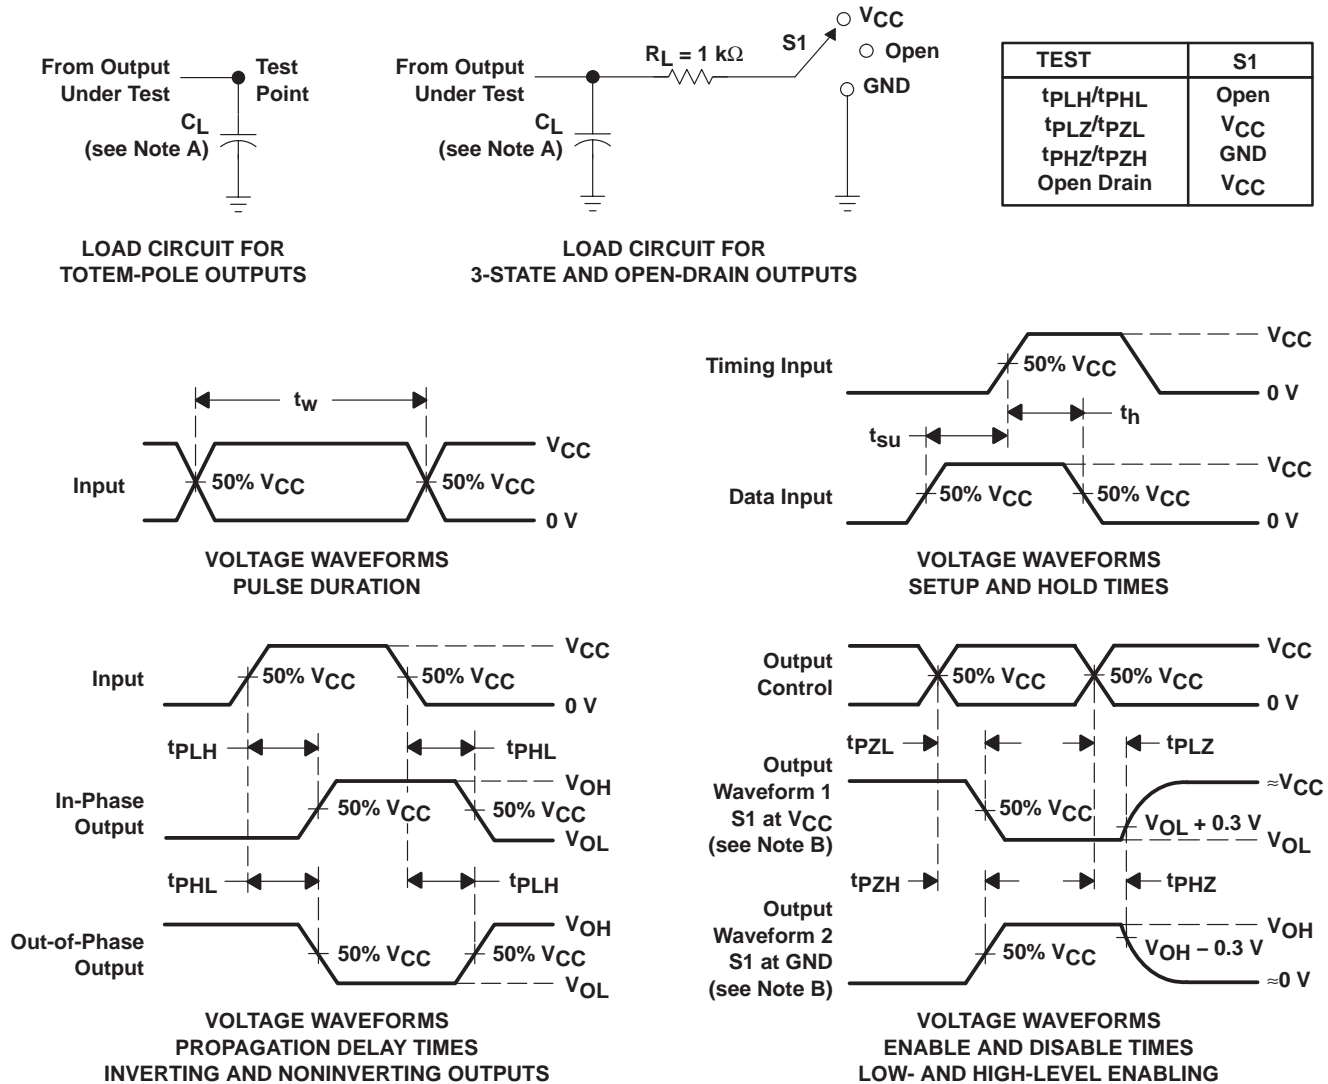 From Output
Under Test
Test
Point
CL
(see Note A)
LOAD CIRCUIT FOR
TOTEM-POLE OUTPUTS
From Output
Under Test
CL
(see Note A)
RL = 1 kΩ
S1
VCC
Open
GND
LOAD CIRCUIT FOR
3-STATE AND OPEN-DRAIN OUTPUTS
TEST S1
tPLH/tPHL Open
tPLZ/tPZL VCC
tPHZ/tPZH GND
Open Drain VCC
tw
Input
50% VCC
50% VCC
VCC
0 V
VOLTAGE WAVEFORMS
PULSE DURATION
Timing Input
50% VCC
VCC
0 V
tsu
th
Data Input
50% VCC
50% VCC
VCC
0 V
VOLTAGE WAVEFORMS
SETUP AND HOLD TIMES
Input
50% VCC
50% VCC
VCC
0 V
tPLH
tPHL
In-Phase
Output
50% VCC
50% VCC
VOH
VOL
tPHL
tPLH
Out-of-Phase
Output
50% VCC
50% VCC
VOH
VOL
VOLTAGE WAVEFORMS
PROPAGATION DELAY TIMES
INVERTING AND NONINVERTING OUTPUTS
Output
Control
50% VCC
50% VCC
VCC
0 V
tPZL
tPLZ
Output
Waveform 1
S1 at VCC
(see Note B)
50% VCC
≈VCC
VOL + 0.3 V
VOL
tPZH
tPHZ
Output
Waveform 2
S1 at GND
(see Note B)
50% VCC
VOH
VOH − 0.3 V
≈0 V
VOLTAGE WAVEFORMS
ENABLE AND DISABLE TIMES
LOW- AND HIGH-LEVEL ENABLING